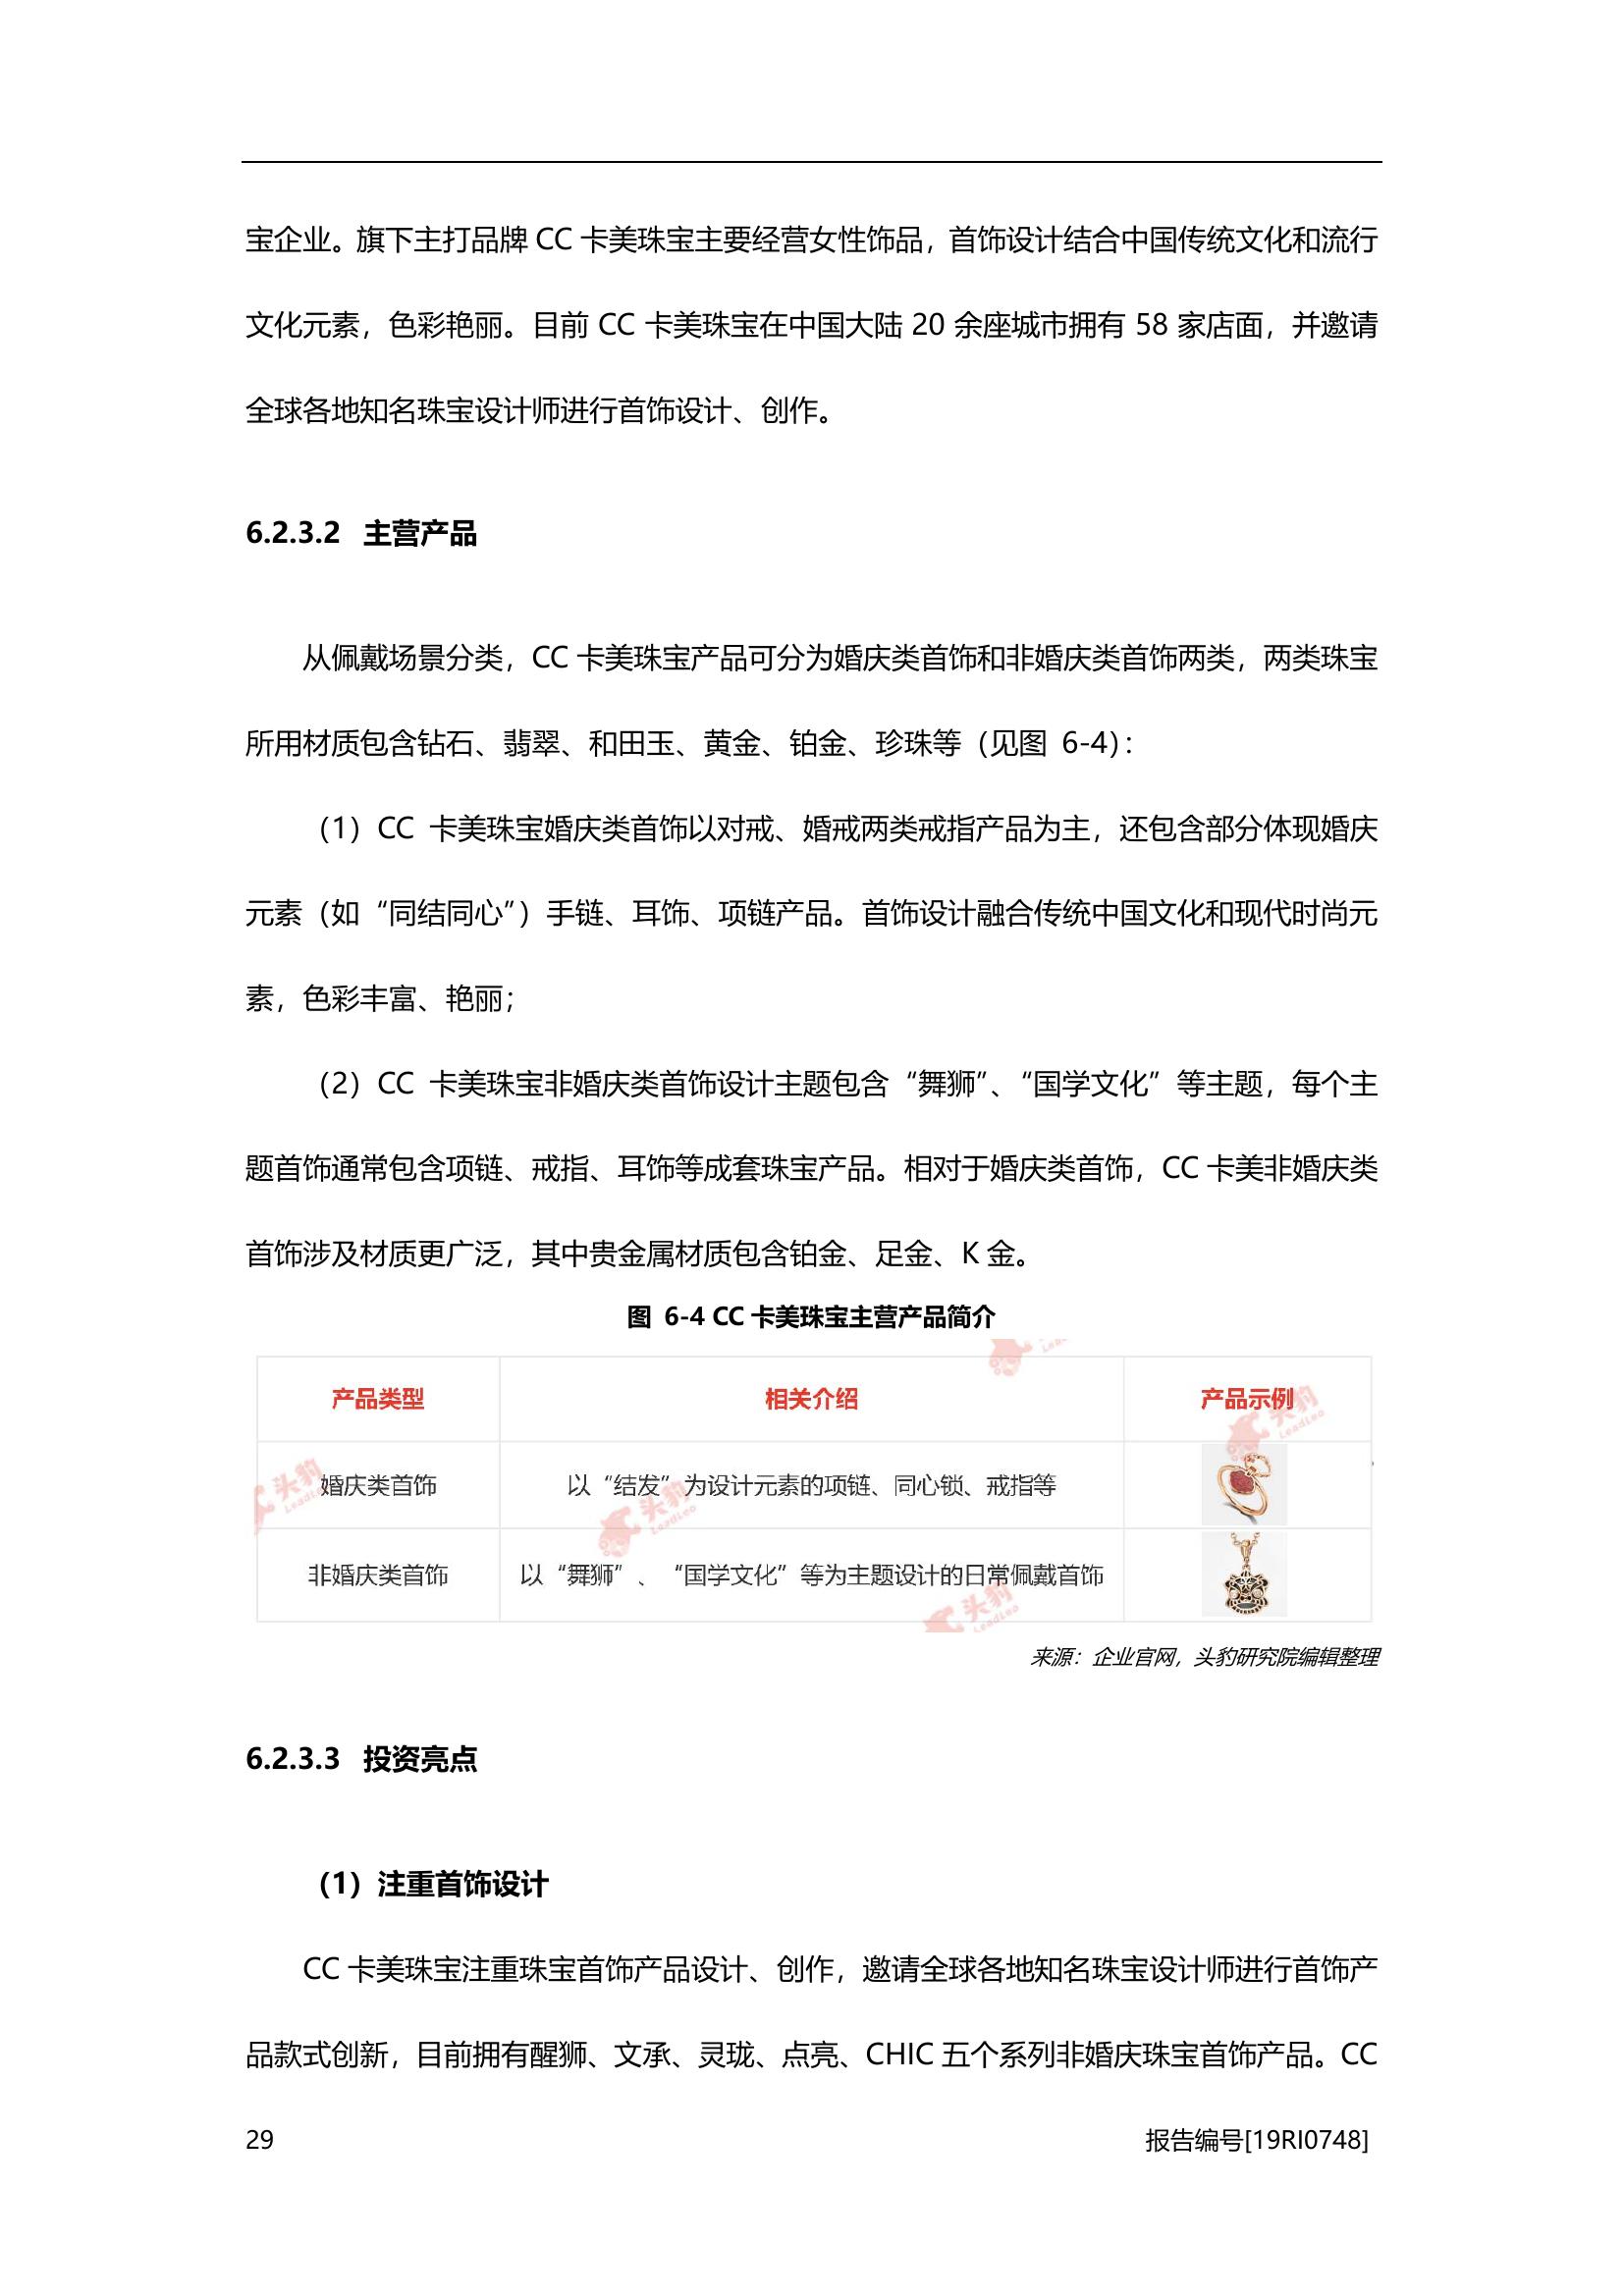 宝企业。旗下主打品牌 CC 卡美珠宝主要经营女性饰品，首饰设计结合中国传统文化和流行
文化元素，色彩艳丽。目前 CC 卡美珠宝在中国大陆 20 余座城市拥有 58 家店面，并邀请
全球各地知名珠宝设计师进行首饰设计、创作。
6.2.3.2 主营产品
从佩戴场景分类，CC 卡美珠宝产品可分为婚庆类首饰和非婚庆类首饰两类，两类珠宝
所用材质包含钻石、翡翠、和田玉、黄金、铂金、珍珠等（见图 6-4）：
（1）CC 卡美珠宝婚庆类首饰以对戒、婚戒两类戒指产品为主，还包含部分体现婚庆
元素（如“同结同心”）手链、耳饰、项链产品。首饰设计融合传统中国文化和现代时尚元
素，色彩丰富、艳丽；
（2）CC 卡美珠宝非婚庆类首饰设计主题包含“舞狮”、“国学文化”等主题，每个主
题首饰通常包含项链、戒指、耳饰等成套珠宝产品。相对于婚庆类首饰，CC 卡美非婚庆类
首饰涉及材质更广泛，其中贵金属材质包含铂金、足金、K 金。
图 6-4 CC 卡美珠宝主营产品简介
产品类型 相关介绍 产品示例
婚庆类首饰 以“结发”为设计元素的项链、同心锁、戒指等
非婚庆类首饰 以“舞狮”、“国学文化”等为主题设计的日常佩戴首饰
头豹 LeadLeo
头豹 LeadLeo
头豹 LeadLeo
头豹 LeadLeo
来源：企业官网，头豹研究院编辑整理
6.2.3.3 投资亮点
（1）注重首饰设计
CC 卡美珠宝注重珠宝首饰产品设计、创作，邀请全球各地知名珠宝设计师进行首饰产
品款式创新，目前拥有醒狮、文承、灵珑、点亮、CHIC 五个系列非婚庆珠宝首饰产品。CC
29 报告编号[19RI0748]